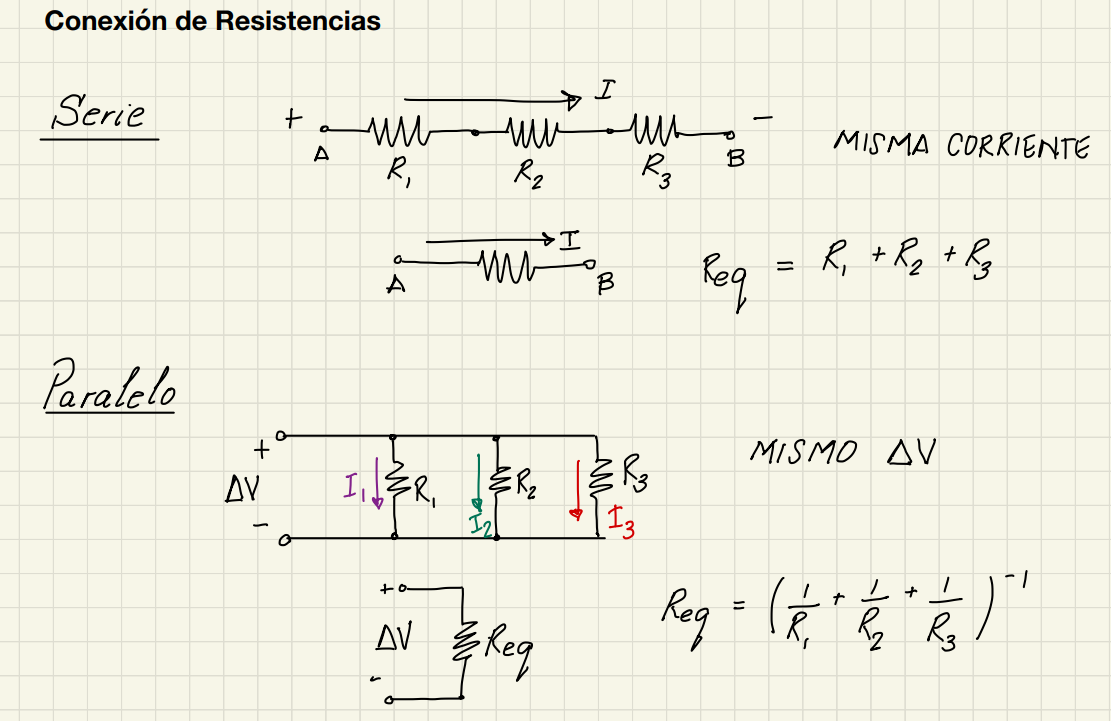 Conexión de Resistencias
Serie
+ I -
A R₁ R₂ R₃ B
MISMA CORRIENTE
I
A B
Req = R₁ + R₂ + R₃
Paralelo
+
ΔV
-
I₁ R₁ I₂ R₂ I₃ R₃
MISMO ΔV
+
ΔV Req
-
Req = (1/R₁ + 1/R₂ + 1/R₃)⁻¹